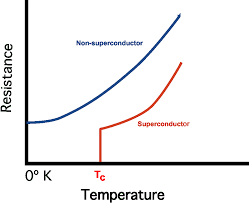 Non-superconductor
Resistance
Superconductor
0° K
Tc
Temperature